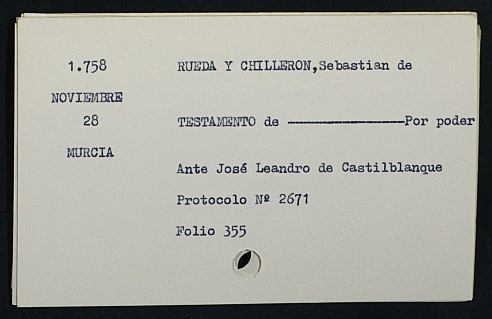 1.758
RUEDA Y CHILLERON,Sebastian de
NOVIEMBRE
28
TESTAMENTO de ------------------Por poder
MURCIA
Ante José Leandro de Castilblanque
Protocolo Nº 2671
Folio 355